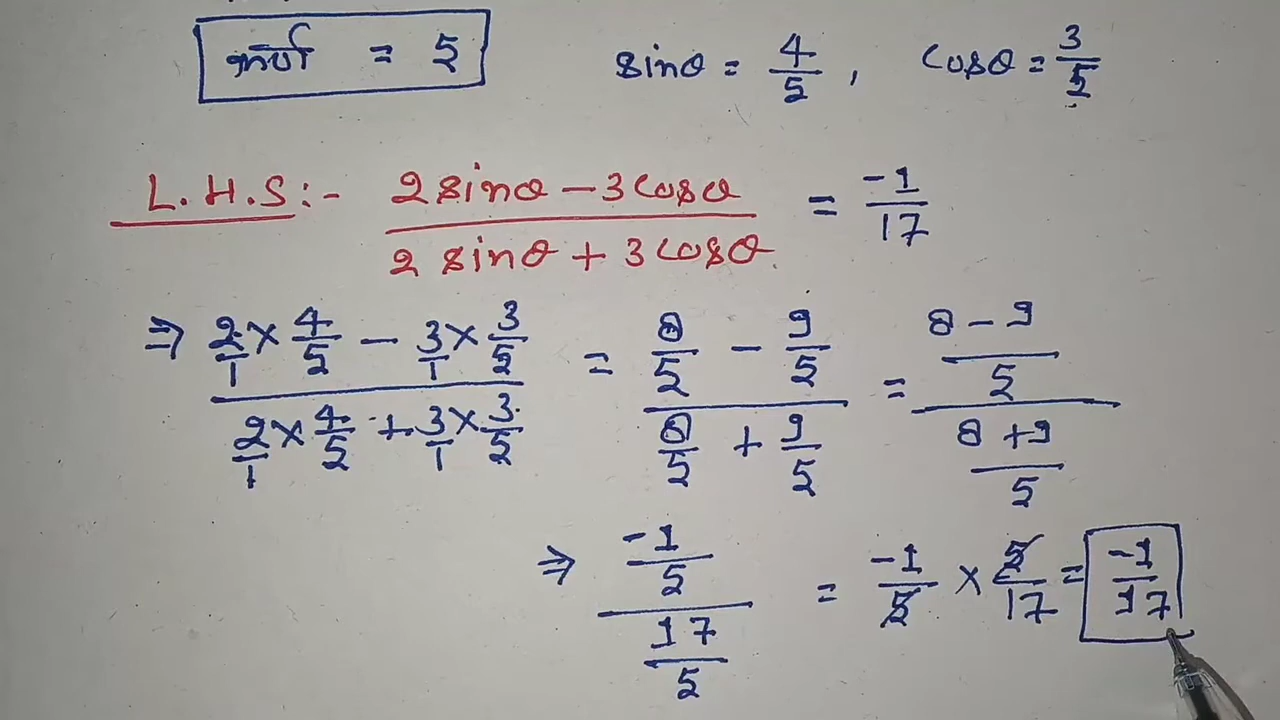 कर्ण = 5 sinθ = 4/5 , cosθ = 3/5
L.H.S:- (2sinθ - 3cosθ)/(2sinθ + 3cosθ) = -1/17
⇒ (2/1 × 4/5 - 3/1 × 3/5)/(2/1 × 4/5 + 3/1 × 3/5) = (8/5 - 9/5)/(8/5 + 9/5) = ((8-9)/5)/((8+9)/5)
⇒ (-1/5)/(17/5) = -1/5 × 5/17 = -1/17